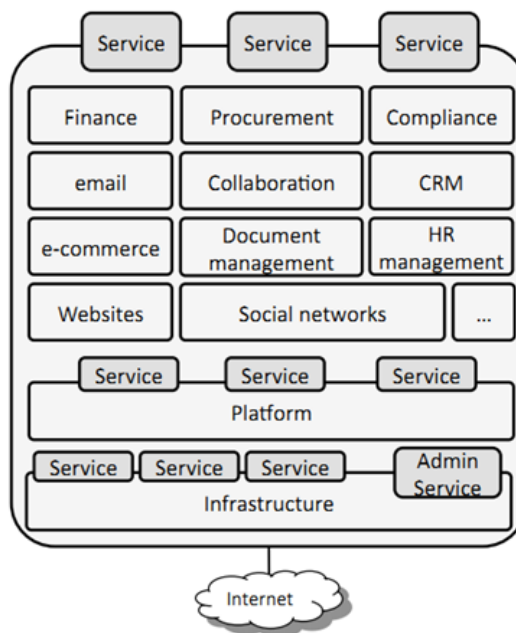 Service Service Service
Finance Procurement Compliance
email Collaboration CRM
e-commerce Document management HR management
Websites Social networks ...
Service Service Service
Platform
Service Service Service Admin Service
Infrastructure
Internet